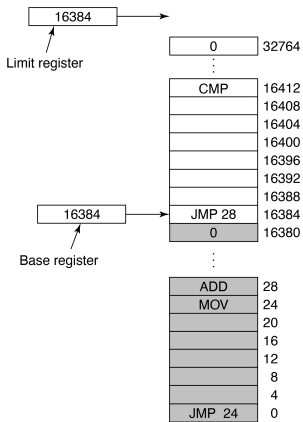 16384
Limit register
0 32764
CMP 16412
16408
16404
16400
16396
16392
16388
16384 JMP 28 16384
0 16380
Base register
ADD 28
MOV 24
20
16
12
8
4
JMP 24 0